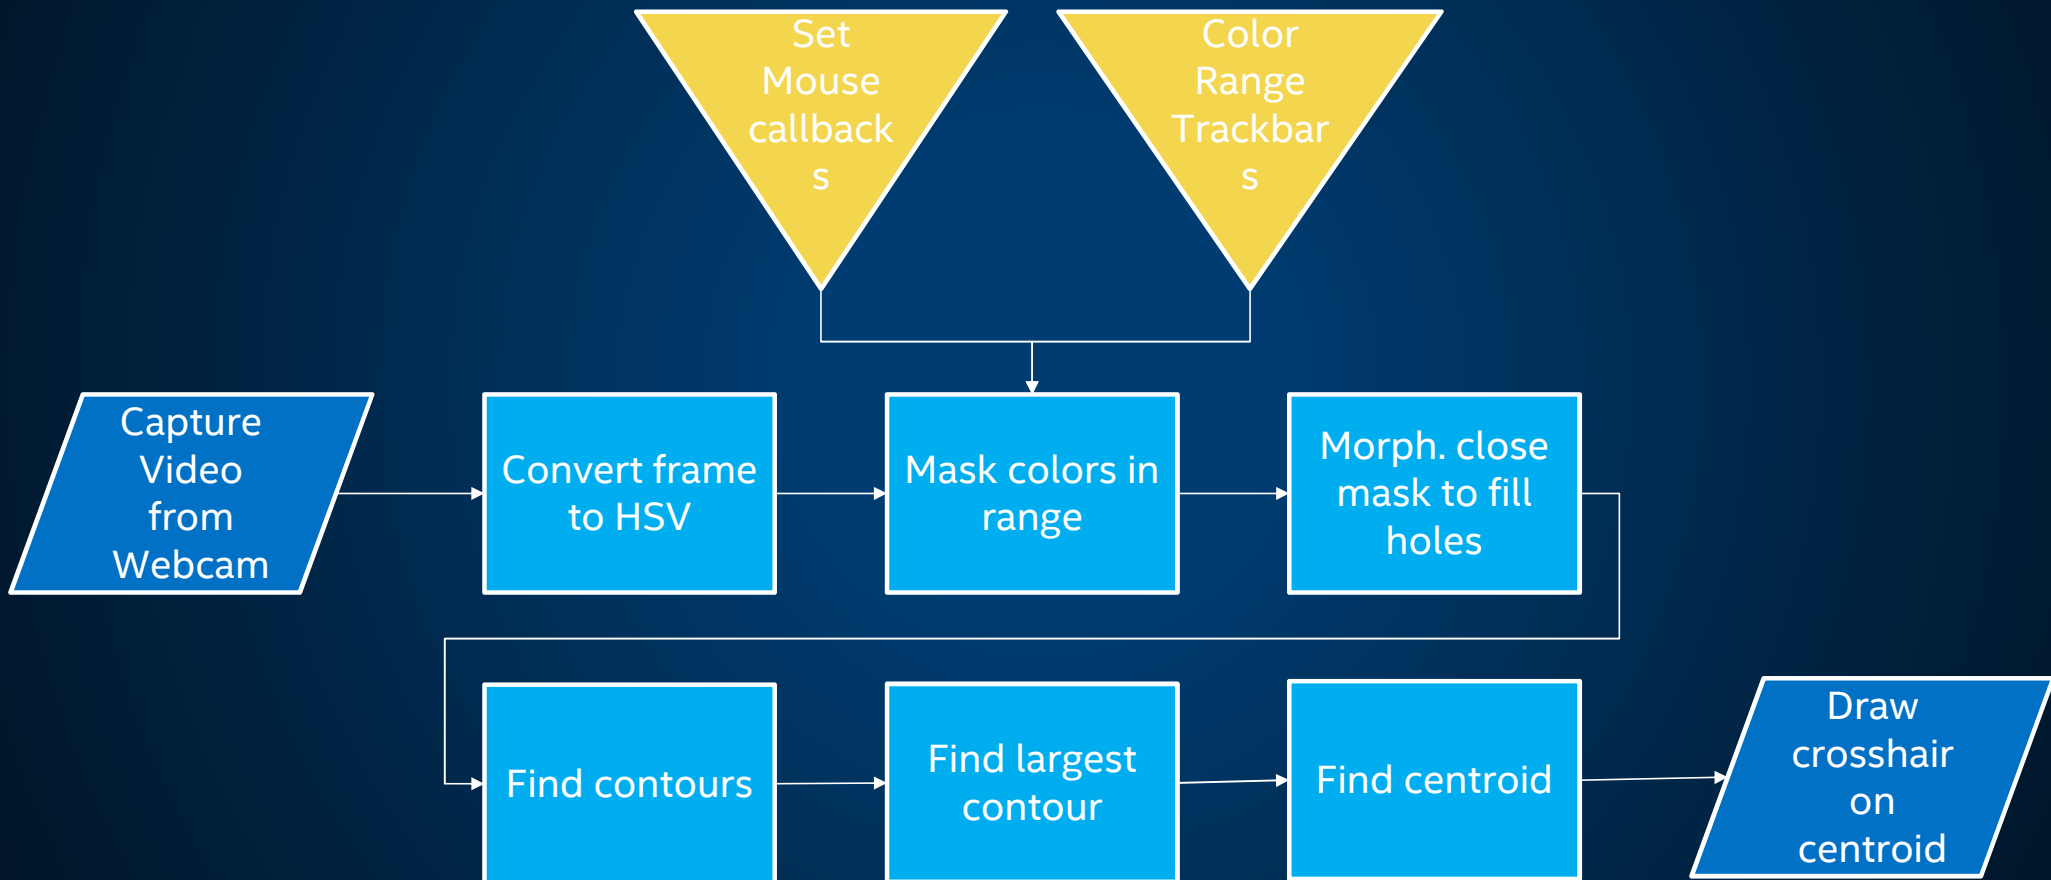 Set
Mouse
callback
s
Color
Range
Trackbar
s
Capture
Video
from
Webcam
Convert frame
to HSV
Mask colors in
range
Morph. close
mask to fill
holes
Find contours
Find largest
contour
Find centroid
Draw
crosshair
on
centroid